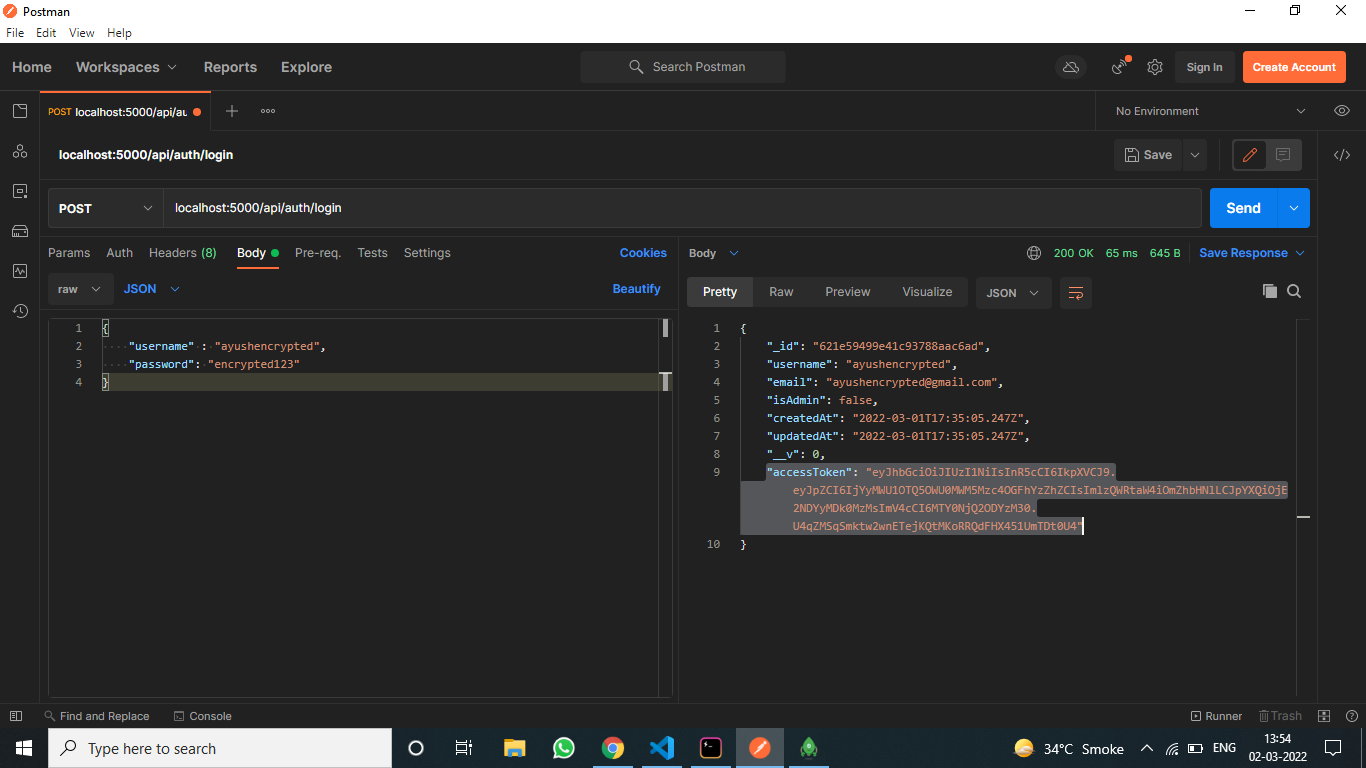 Postman
File Edit View Help
Home Workspaces Reports Explore Search Postman Sign In Create Account
POST localhost:5000/api/au No Environment
localhost:5000/api/auth/login Save
POST localhost:5000/api/auth/login Send
Params Auth Headers (8) Body Pre-req. Tests Settings Cookies
raw JSON Beautify
1 {
2 "username" : "ayushencrypted",
3 "password": "encrypted123"
4 }
Body 200 OK 65 ms 645 B Save Response
Pretty Raw Preview Visualize JSON
1 {
2 "_id": "621e59499e41c93788aac6ad",
3 "username": "ayushencrypted",
4 "email": "ayushencrypted@gmail.com",
5 "isAdmin": false,
6 "createdAt": "2022-03-01T17:35:05.247Z",
7 "updatedAt": "2022-03-01T17:35:05.247Z",
8 "__v": 0,
9 "accessToken": "eyJhbGciOiJIUzI1NiIsInR5cCI6IkpXVCJ9.
eyJpZCI6IjYyMWU1OTQ5OWU0MWM5Mzc4OGFhYzZhZCIsImlzQWRtaW4iOmZhbHNlLCJpYXQiOjE
2NDYyMDk0MzMsImV4cCI6MTY0NjQ2ODYzM30.
U4qZMSqSmktw2wnETejKQtMKoRRQdFHX451UmTDt0U4"
10 }
Find and Replace Console Runner Trash
Type here to search 34°C Smoke ENG 13:54
02-03-2022